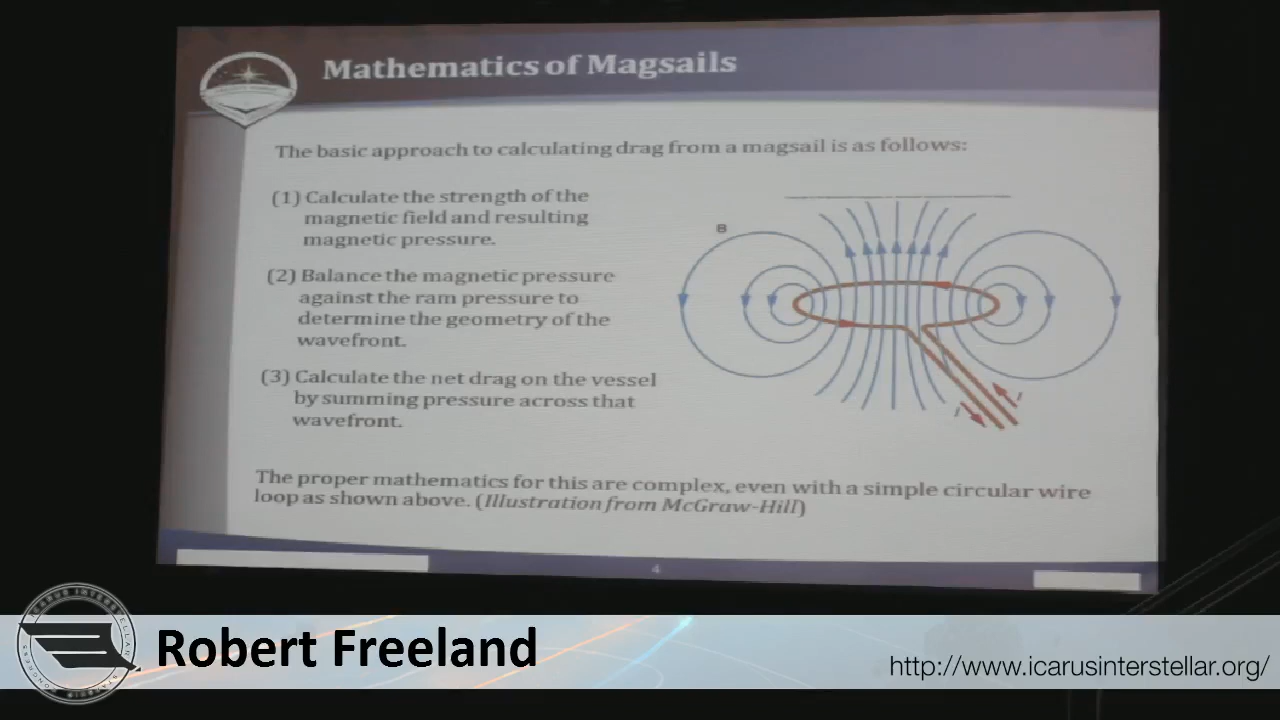 Mathematics of Magsails
The basic approach to calculating drag from a magsail is as follows:
(1) Calculate the strength of the
magnetic field and resulting
magnetic pressure.
(2) Balance the magnetic pressure
against the ram pressure to
determine the geometry of the
wavefront.
(3) Calculate the net drag on the vessel
by summing pressure across that
wavefront.
B
I
I
The proper mathematics for this are complex, even with a simple circular wire
loop as shown above. (Illustration from McGraw-Hill)
4
ICARUS INTERSTELLAR
STARSHIP CONGRESS
Robert Freeland
http://www.icarusinterstellar.org/